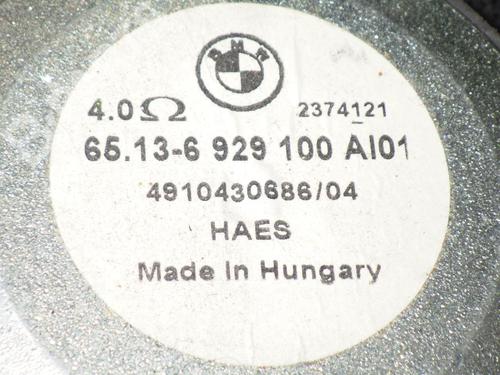 BMW
4.0Ω 2374121
65.13-6 929 100 AI01
4910430686/04
HAES
Made In Hungary